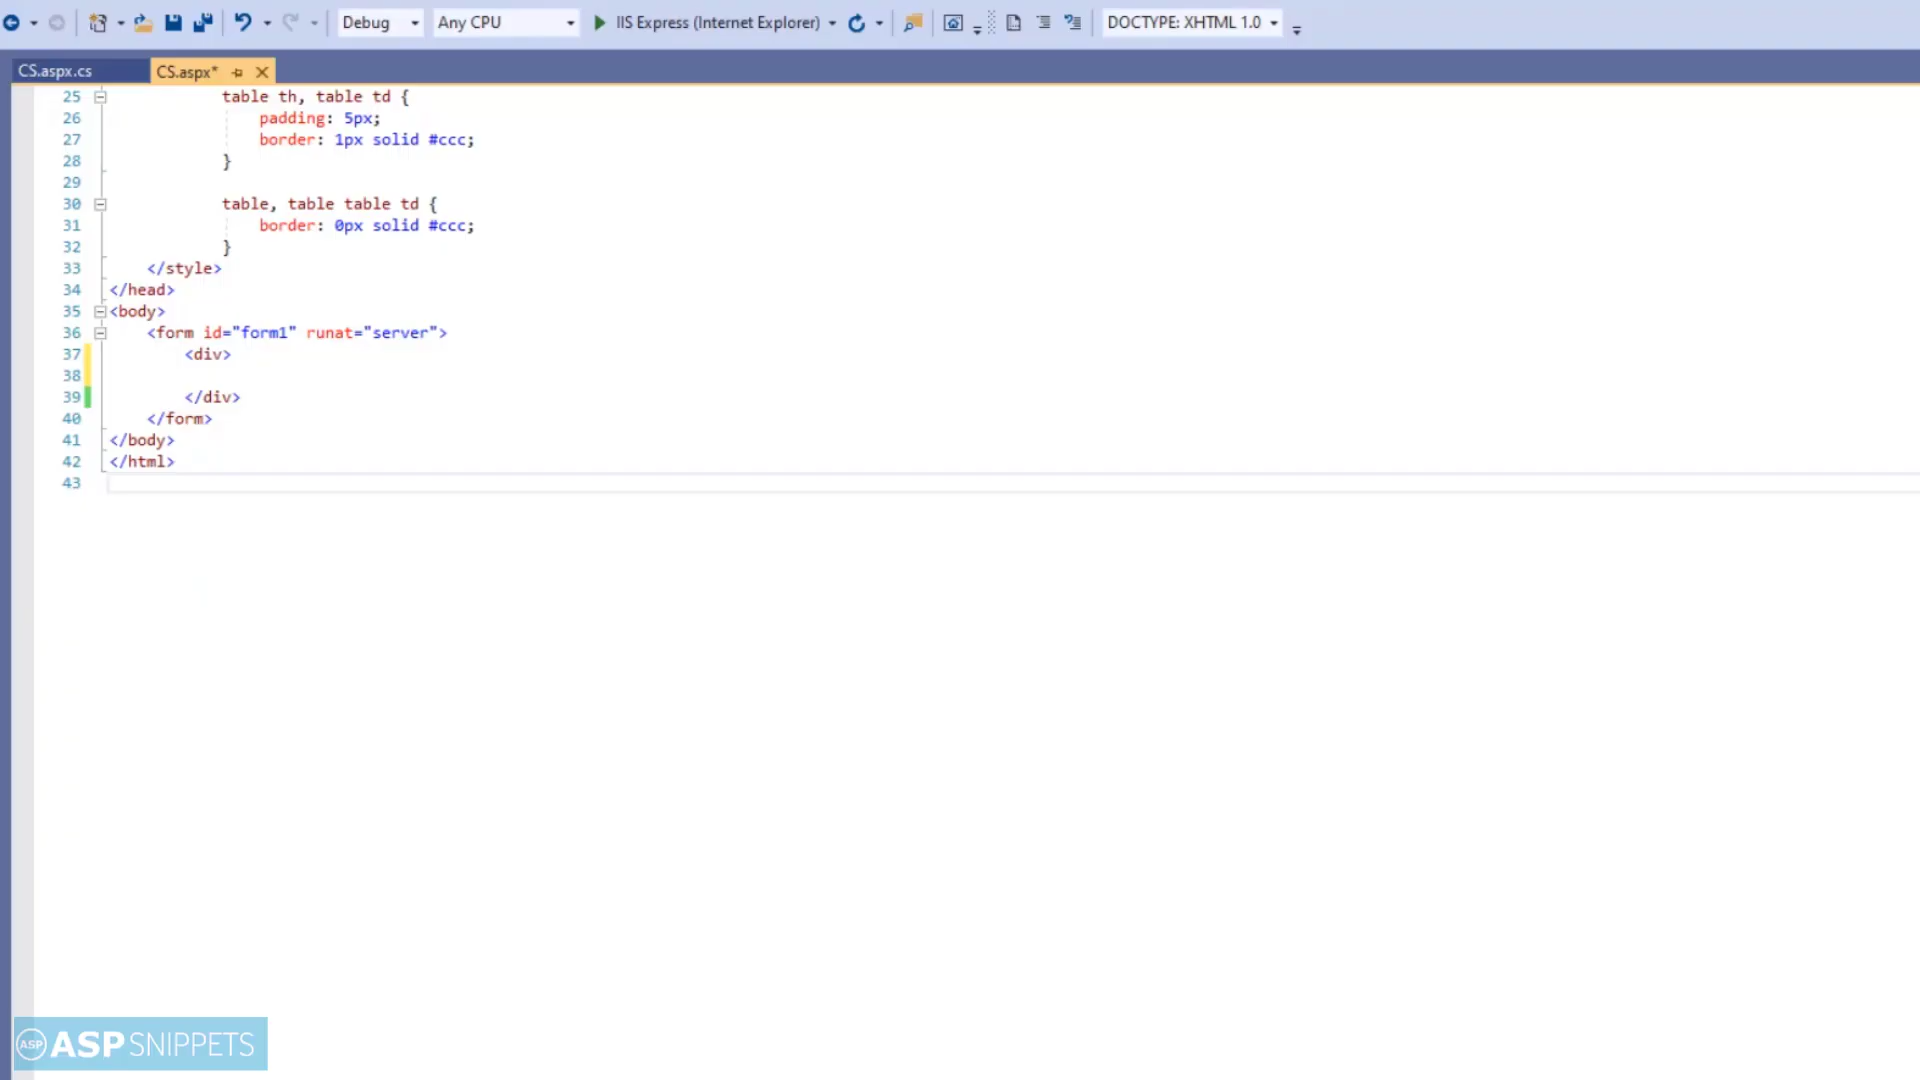 Debug Any CPU IIS Express (Internet Explorer) DOCTYPE: XHTML 1.0
CS.aspx.cs CS.aspx*
25 table th, table td {
26 padding: 5px;
27 border: 1px solid #ccc;
28 }
29
30 table, table table td {
31 border: 0px solid #ccc;
32 }
33 </style>
34 </head>
35 <body>
36 <form id="form1" runat="server">
37 <div>
38
39 </div>
40 </form>
41 </body>
42 </html>
43
ASP ASPSNIPPETS